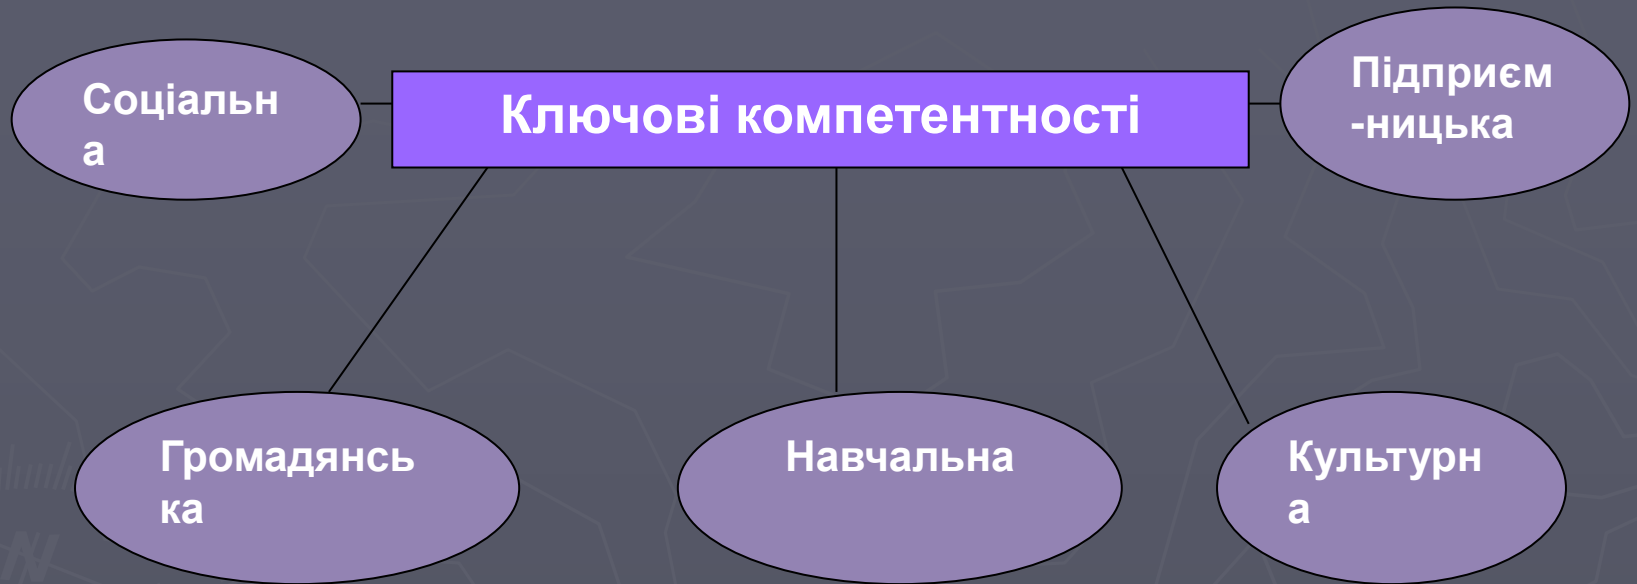 Соціальн
а
Ключові компетентності
Підприєм
-ницька
Громадянсь
ка
Навчальна
Культурн
а
N